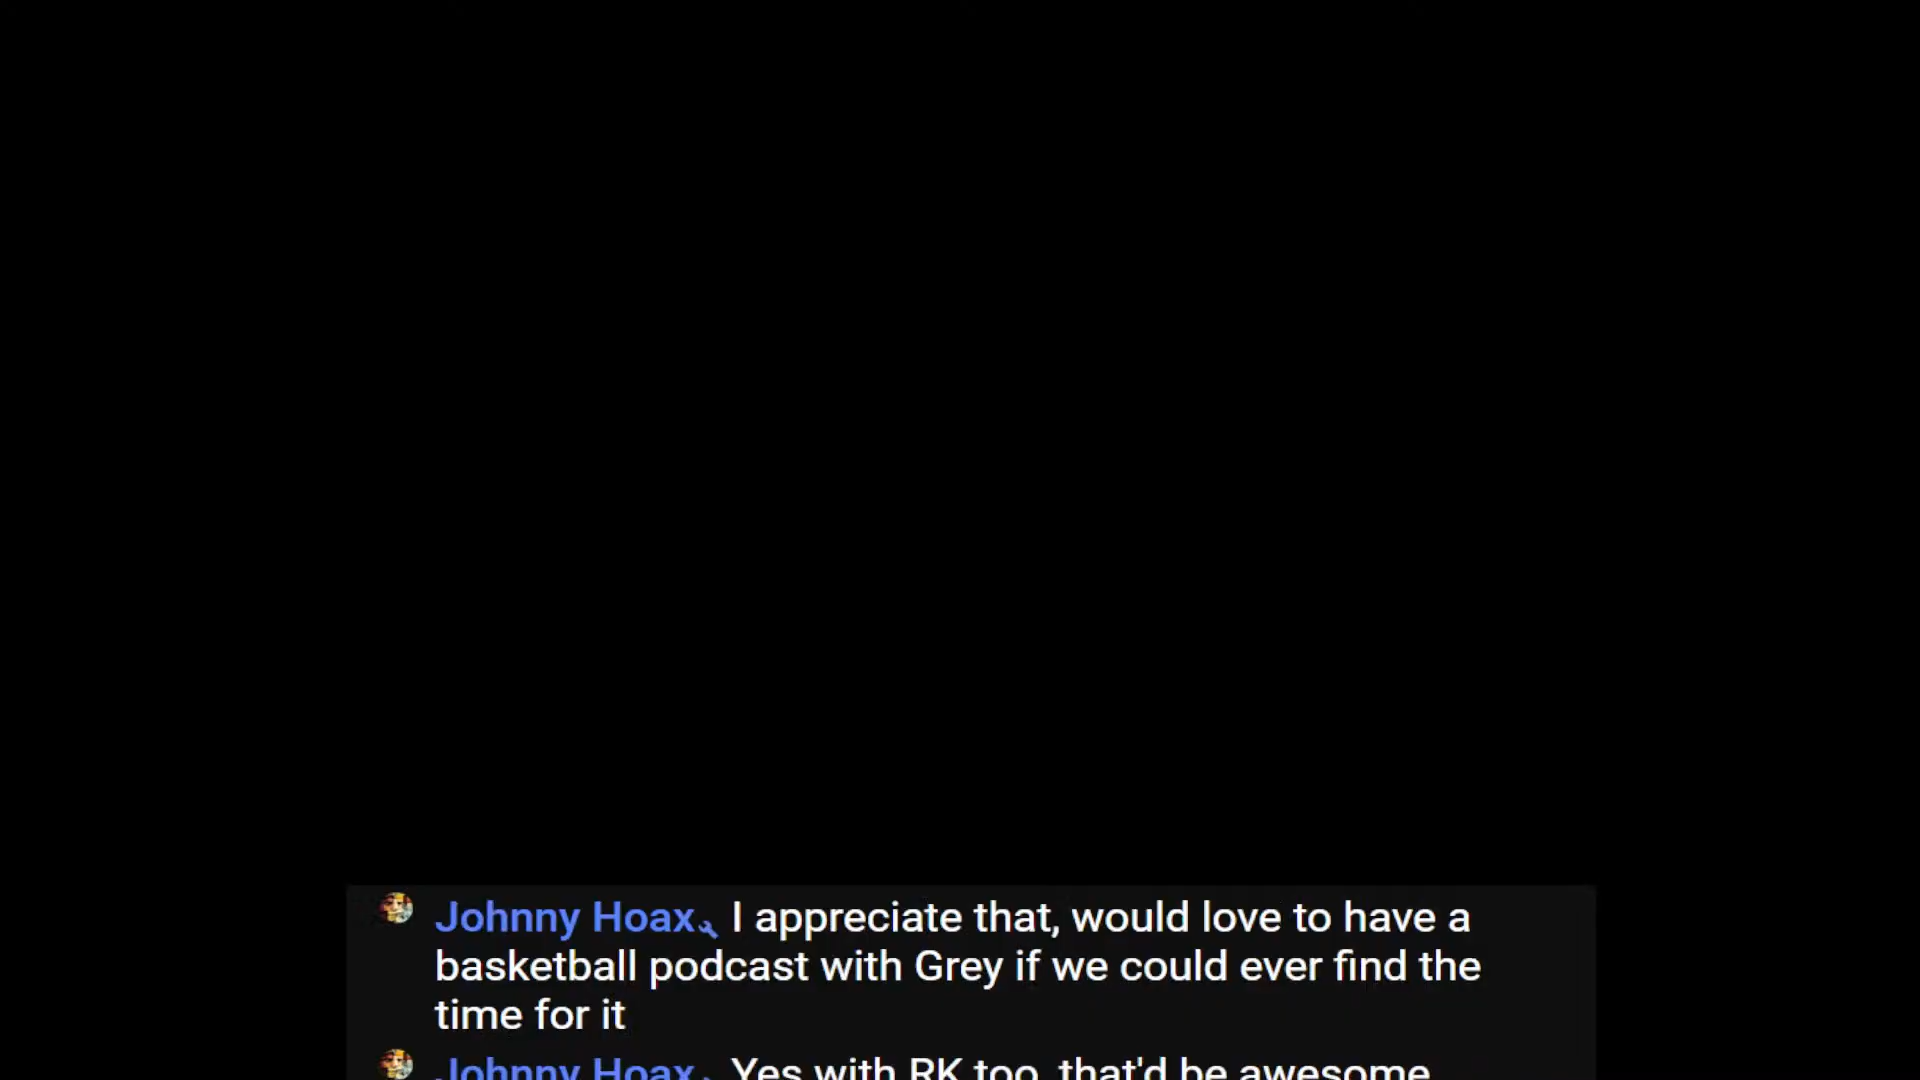 Johnny Hoax I appreciate that, would love to have a
basketball podcast with Grey if we could ever find the
time for it
Johnny Hoax Yes with RK too, that'd be awesome